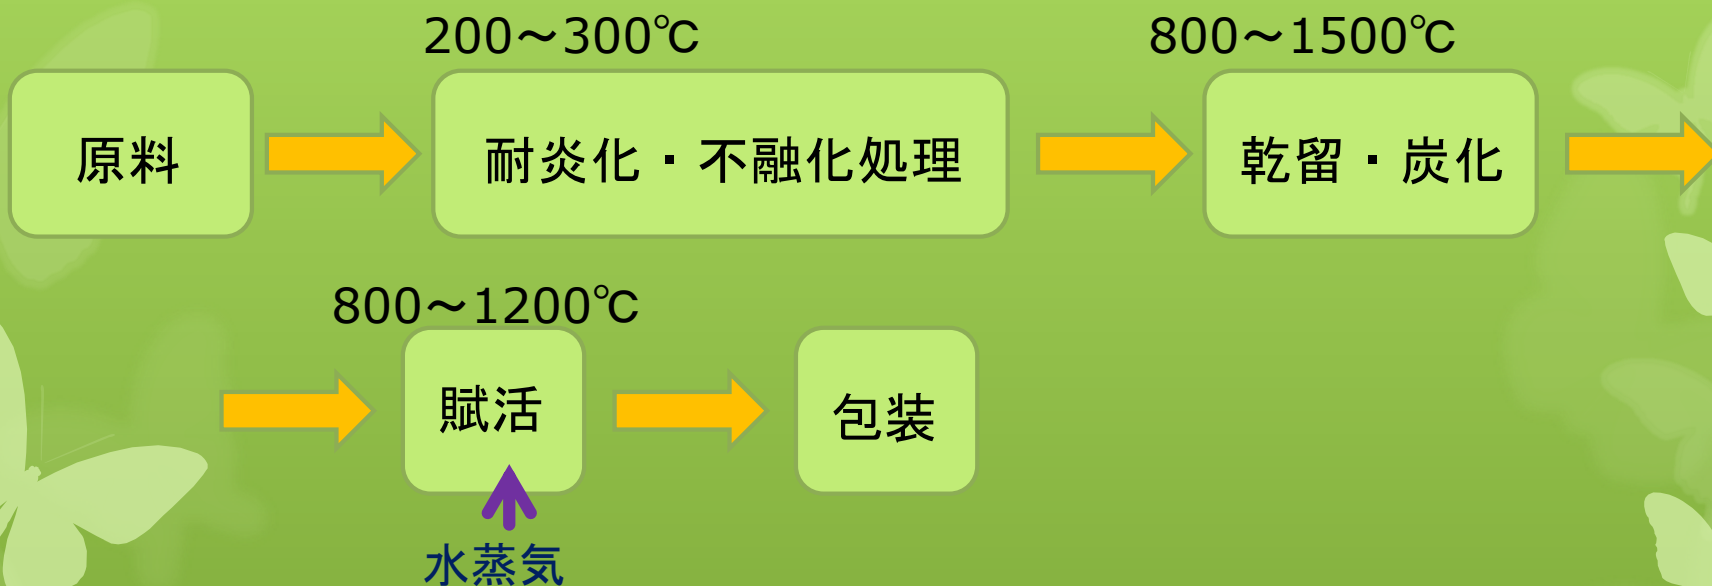 200～300℃
800～1500℃
原料
耐炎化・不融化処理
乾留・炭化
800～1200℃
賦活
包装
水蒸気